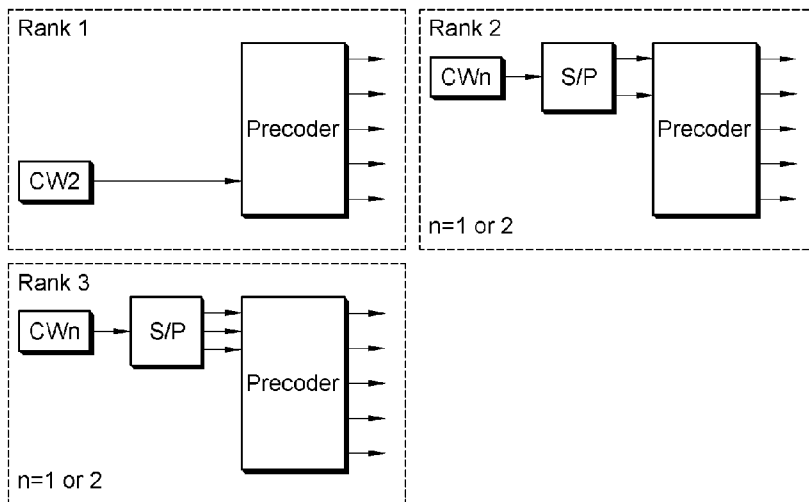 Rank 1
Precoder
CW2
Rank 2
CWn
S/P
Precoder
n=1 or 2
Rank 3
CWn
S/P
Precoder
n=1 or 2